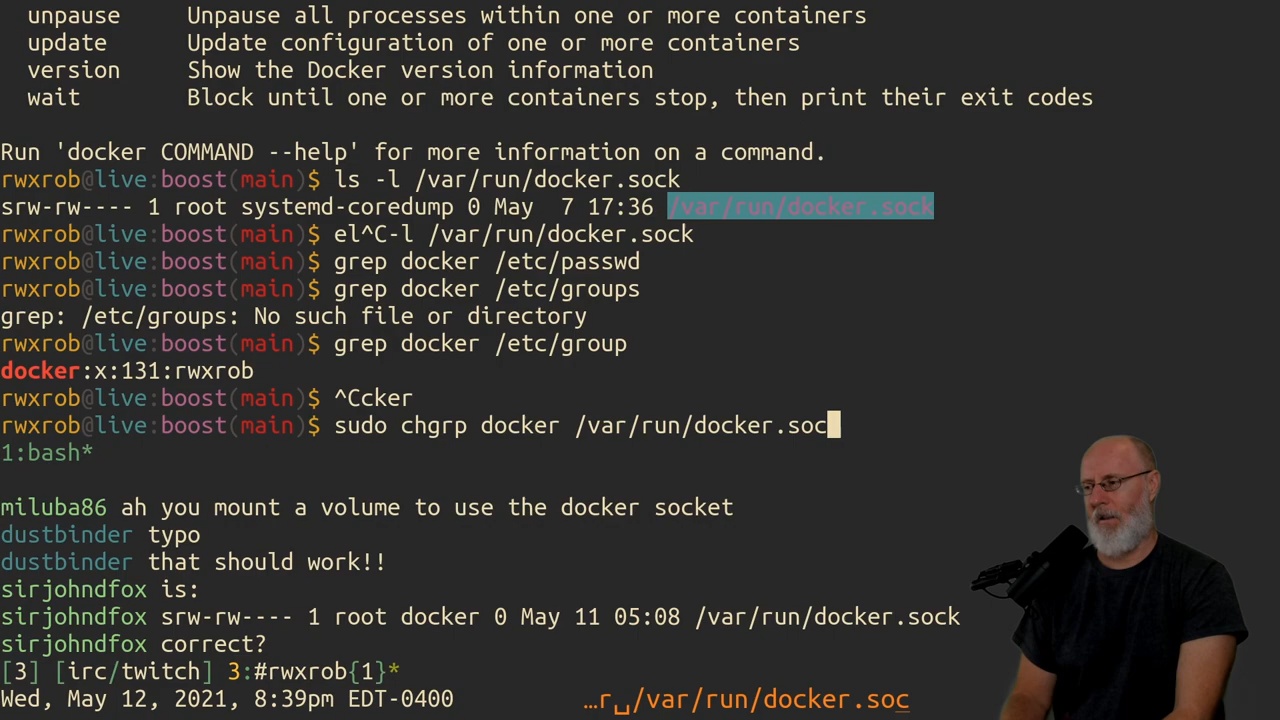 unpause     Unpause all processes within one or more containers
update      Update configuration of one or more containers
version     Show the Docker version information
wait        Block until one or more containers stop, then print their exit codes
Run 'docker COMMAND --help' for more information on a command.
rwxrob@live:boost(main)$ ls -l /var/run/docker.sock
srw-rw---- 1 root systemd-coredump 0 May  7 17:36 /var/run/docker.sock
rwxrob@live:boost(main)$ el^C-l /var/run/docker.sock
rwxrob@live:boost(main)$ grep docker /etc/passwd
rwxrob@live:boost(main)$ grep docker /etc/groups
grep: /etc/groups: No such file or directory
rwxrob@live:boost(main)$ grep docker /etc/group
docker:x:131:rwxrob
rwxrob@live:boost(main)$ ^Ccker
rwxrob@live:boost(main)$ sudo chgrp docker /var/run/docker.soc
1:bash*
miluba86 ah you mount a volume to use the docker socket
dustbinder typo
dustbinder that should work!!
sirjohndfox is:
sirjohndfox srw-rw---- 1 root docker 0 May 11 05:08 /var/run/docker.sock
sirjohndfox correct?
[3] [irc/twitch] 3:#rwxrob{1}*
Wed, May 12, 2021, 8:39pm EDT-0400 …r␣/var/run/docker.soc